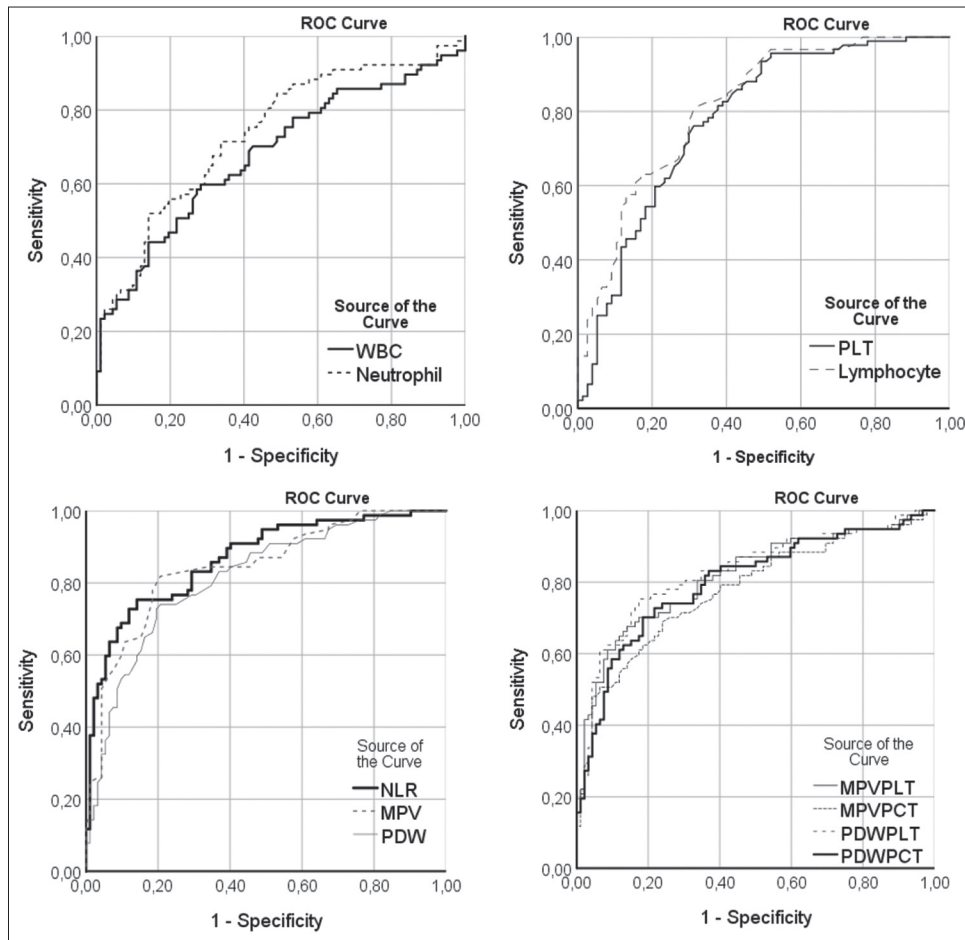 ROC Curve
1,00
0,80
0,60
0,40
0,20
0,00
Sensitivity
Source of the
Curve
WBC
Neutrophil
0,00 0,20 0,40 0,60 0,80 1,00
1 - Specificity
ROC Curve
1,00
0,80
0,60
0,40
0,20
0,00
Sensitivity
Source of the
Curve
PLT
Lymphocyte
0,00 0,20 0,40 0,60 0,80 1,00
1 - Specificity
ROC Curve
1,00
0,80
0,60
0,40
0,20
0,00
Sensitivity
Source of
the Curve
NLR
MPV
PDW
0,00 0,20 0,40 0,60 0,80 1,00
1 - Specificity
ROC Curve
1,00
0,80
0,60
0,40
0,20
0,00
Sensitivity
Source of the
Curve
MPVPLT
MPVPCT
PDWPLT
PDWPCT
0,00 0,20 0,40 0,60 0,80 1,00
1 - Specificity